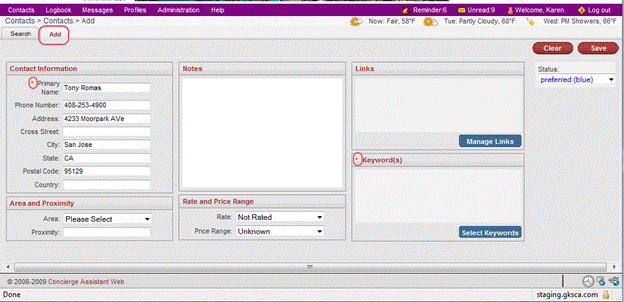 Contacts Logbook Messages Profiles Administration Help Reminder:6 Unread:9 Welcome, Karen Log out
Contacts > Contacts > Add Now: Fair, 58°F Tue: Partly Cloudy, 68°F Wed: PM Showers, 66°F
Search Add
Clear Save
Contact Information
* Primary Name: Tony Romas
Phone Number: 408-253-4900
Address: 4233 Moorpark AVe
Cross Street:
City: San Jose
State: CA
Postal Code: 95129
Country:
Area and Proximity
Area: Please Select
Proximity:
Notes
Rate and Price Range
Rate: Not Rated
Price Range: Unknown
Links
Manage Links
* Keyword(s)
Select Keywords
Status:
preferred (blue)
© 2008-2009 Concierge Assistant Web
Done staging.gksca.com